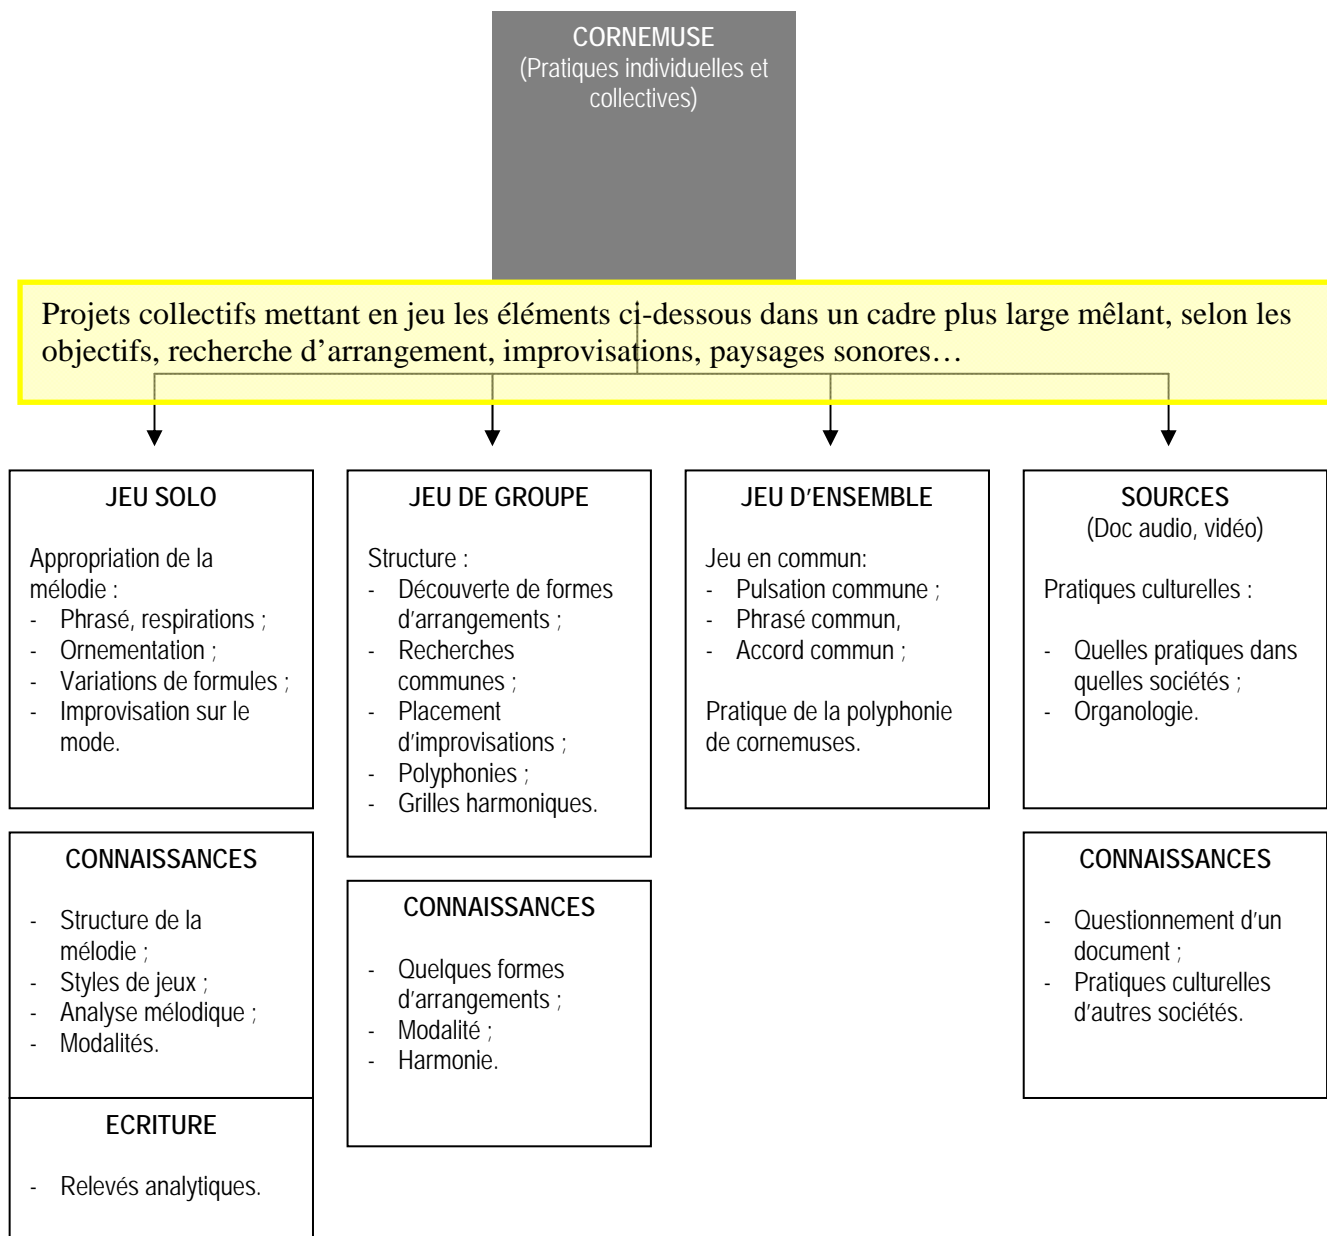 CORNEMUSE
(Pratiques individuelles et
collectives)
Projets collectifs mettant en jeu les éléments ci-dessous dans un cadre plus large mêlant, selon les
objectifs, recherche d’arrangement, improvisations, paysages sonores…
JEU SOLO
Appropriation de la
mélodie :
- Phrasé, respirations ;
- Ornementation ;
- Variations de formules ;
- Improvisation sur le
mode.
CONNAISSANCES
- Structure de la
mélodie ;
- Styles de jeux ;
- Analyse mélodique ;
- Modalités.
ECRITURE
- Relevés analytiques.
JEU DE GROUPE
Structure :
- Découverte de formes
d’arrangements ;
- Recherches
communes ;
- Placement
d’improvisations ;
- Polyphonies ;
- Grilles harmoniques.
CONNAISSANCES
- Quelques formes
d’arrangements ;
- Modalité ;
- Harmonie.
JEU D’ENSEMBLE
Jeu en commun:
- Pulsation commune ;
- Phrasé commun,
- Accord commun ;
Pratique de la polyphonie
de cornemuses.
SOURCES
(Doc audio, vidéo)
Pratiques culturelles :
- Quelles pratiques dans
quelles sociétés ;
- Organologie.
CONNAISSANCES
- Questionnement d’un
document ;
- Pratiques culturelles
d’autres sociétés.